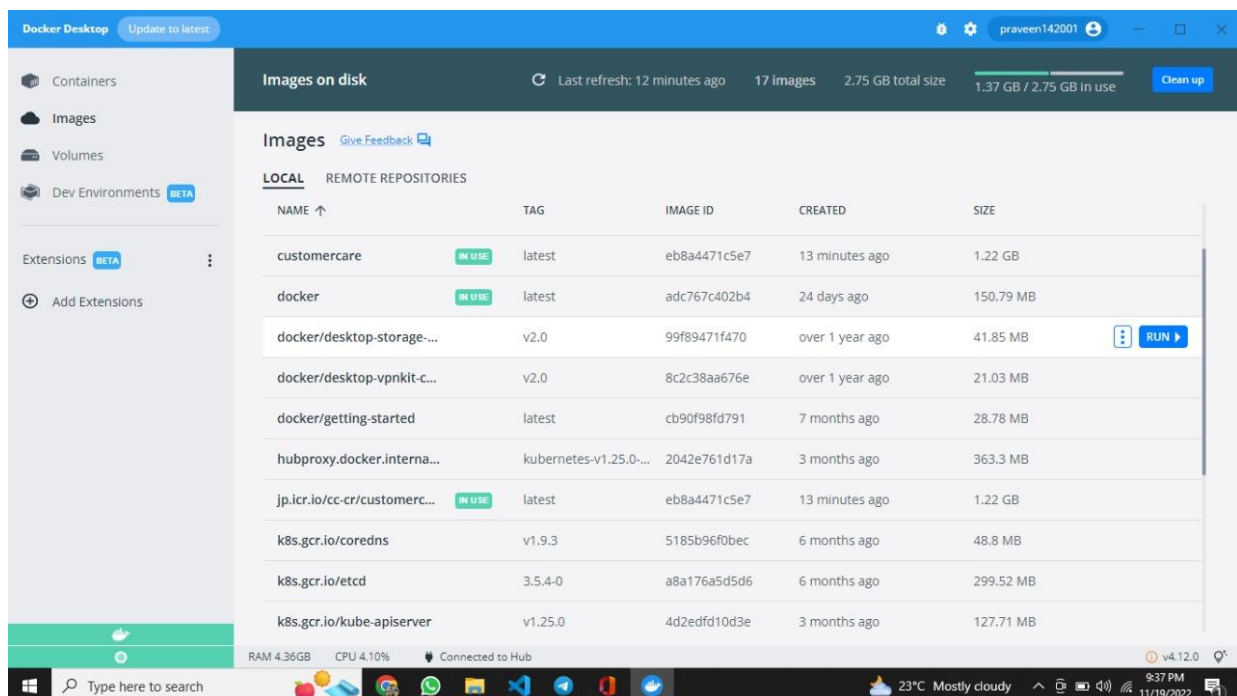 Docker Desktop Update to latest praveen142001
Containers
Images
Volumes
Dev Environments BETA
Extensions BETA
Add Extensions
Images on disk Last refresh: 12 minutes ago 17 images 2.75 GB total size 1.37 GB / 2.75 GB in use Clean up
Images Give Feedback
LOCAL REMOTE REPOSITORIES
NAME TAG IMAGE ID CREATED SIZE
customercare IN USE latest eb8a4471c5e7 13 minutes ago 1.22 GB
docker IN USE latest adc767c402b4 24 days ago 150.79 MB
docker/desktop-storage-... v2.0 99f89471f470 over 1 year ago 41.85 MB RUN
docker/desktop-vpnkit-c... v2.0 8c2c38aa676e over 1 year ago 21.03 MB
docker/getting-started latest cb90f98fd791 7 months ago 28.78 MB
hubproxy.docker.interna... kubernetes-v1.25.0-... 2042e761d17a 3 months ago 363.3 MB
jp.icr.io/cc-cr/customerc... IN USE latest eb8a4471c5e7 13 minutes ago 1.22 GB
k8s.gcr.io/coredns v1.9.3 5185b96f0bec 6 months ago 48.8 MB
k8s.gcr.io/etcd 3.5.4-0 a8a176a5d5d6 6 months ago 299.52 MB
k8s.gcr.io/kube-apiserver v1.25.0 4d2edfd10d3e 3 months ago 127.71 MB
RAM 4.36GB CPU 4.10% Connected to Hub v4.12.0
Type here to search 23°C Mostly cloudy 9:37 PM
11/19/2022